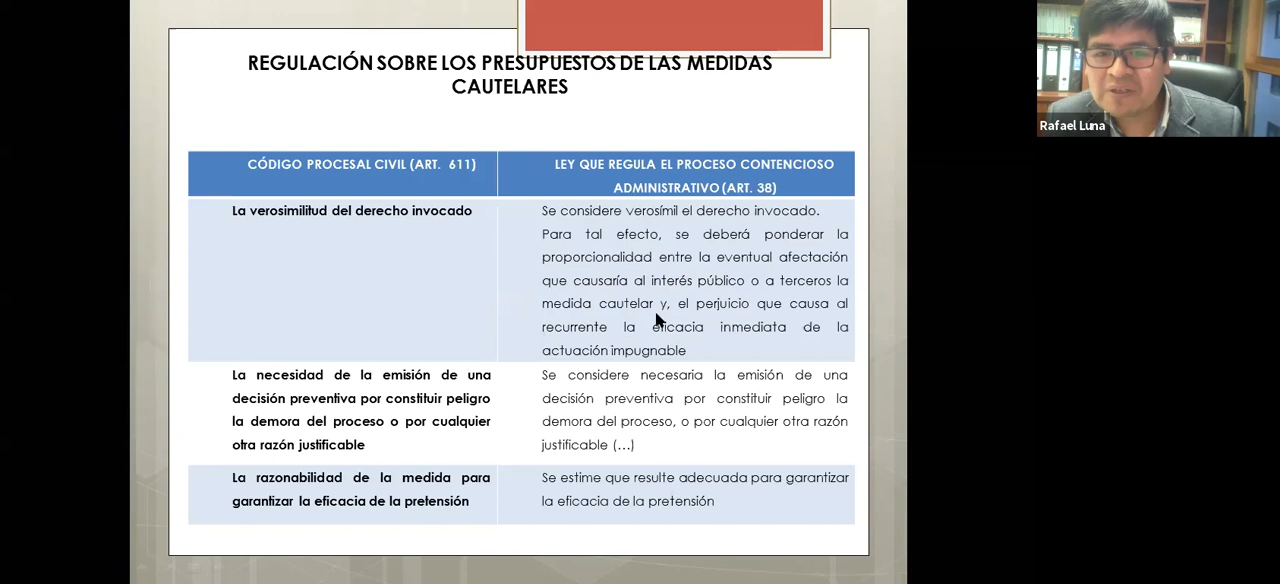 REGULACIÓN SOBRE LOS PRESUPUESTOS DE LAS MEDIDAS
CAUTELARES
CÓDIGO PROCESAL CIVIL (ART. 611)
LEY QUE REGULA EL PROCESO CONTENCIOSO
ADMINISTRATIVO (ART. 38)
La verosimilitud del derecho invocado
Se considere verosímil el derecho invocado.
Para tal efecto, se deberá ponderar la
proporcionalidad entre la eventual afectación
que causaría al interés público o a terceros la
medida cautelar y, el perjuicio que causa al
recurrente la eficacia inmediata de la
actuación impugnable
La necesidad de la emisión de una
decisión preventiva por constituir peligro
la demora del proceso o por cualquier
otra razón justificable
Se considere necesaria la emisión de una
decisión preventiva por constituir peligro la
demora del proceso, o por cualquier otra razón
justificable (...)
La razonabilidad de la medida para
garantizar la eficacia de la pretensión
Se estime que resulte adecuada para garantizar
la eficacia de la pretensión
Rafael Luna